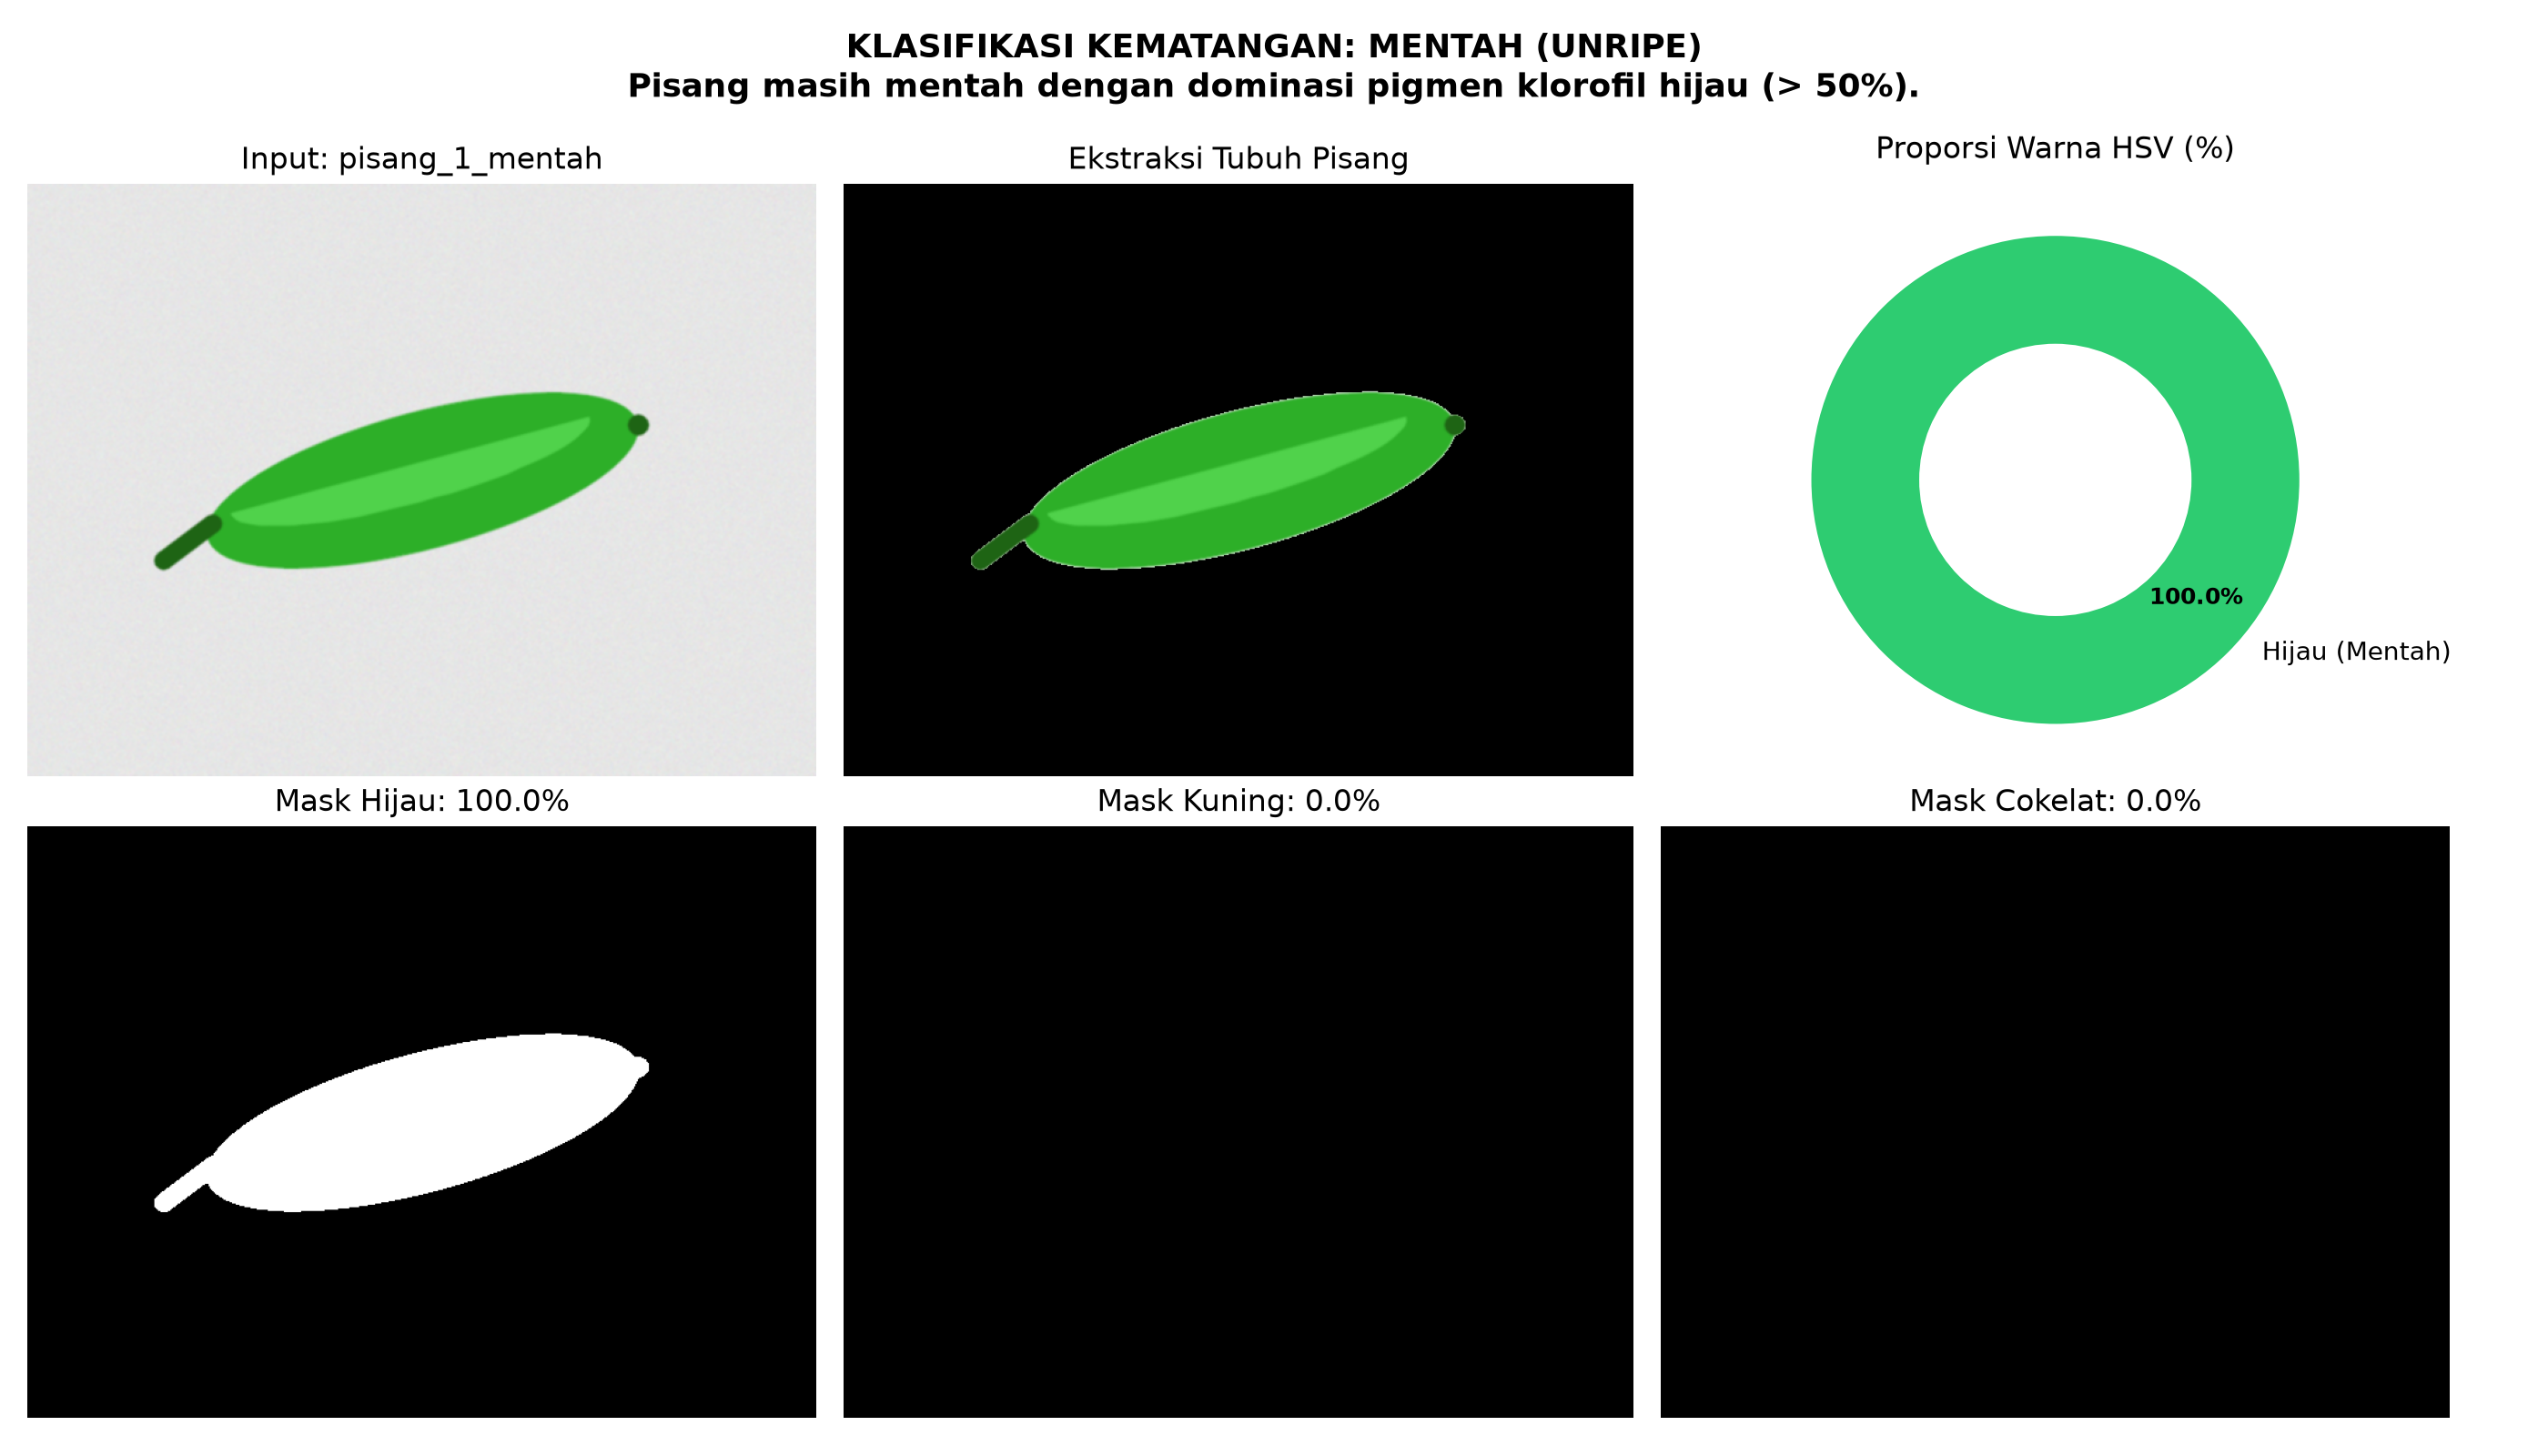 KLASIFIKASI KEMATANGAN: MENTAH (UNRIPE)
Pisang masih mentah dengan dominasi pigmen klorofil hijau (> 50%).
Input: pisang_1_mentah
Ekstraksi Tubuh Pisang
Proporsi Warna HSV (%)
100.0%
Hijau (Mentah)
Mask Hijau: 100.0%
Mask Kuning: 0.0%
Mask Cokelat: 0.0%